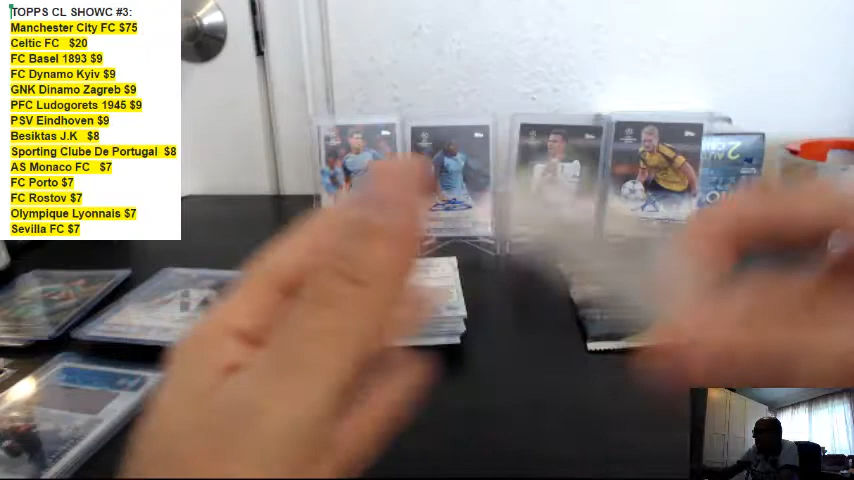 TOPPS CL SHOWC #3:
Manchester City FC $75
Celtic FC $20
FC Basel 1893 $9
FC Dynamo Kyiv $9
GNK Dinamo Zagreb $9
PFC Ludogorets 1945 $9
PSV Eindhoven $9
Besiktas J.K $8
Sporting Clube De Portugal $8
AS Monaco FC $7
FC Porto $7
FC Rostov $7
Olympique Lyonnais $7
Sevilla FC $7